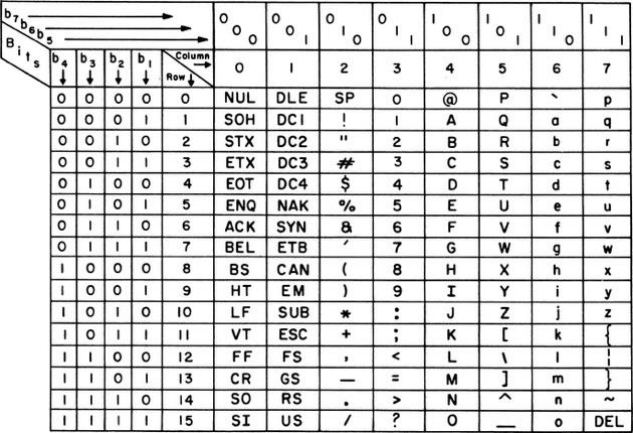 b7 b6 b5 0 0 0 0 0 1 0 1 0 0 1 1 1 0 0 1 0 1 1 1 0 1 1 1
Bits b4 b3 b2 b1 Column Row 0 1 2 3 4 5 6 7
0 0 0 0 0 NUL DLE SP 0 @ P ` p
0 0 0 1 1 SOH DC1 ! 1 A Q a q
0 0 1 0 2 STX DC2 " 2 B R b r
0 0 1 1 3 ETX DC3 # 3 C S c s
0 1 0 0 4 EOT DC4 $ 4 D T d t
0 1 0 1 5 ENQ NAK % 5 E U e u
0 1 1 0 6 ACK SYN & 6 F V f v
0 1 1 1 7 BEL ETB ' 7 G W g w
1 0 0 0 8 BS CAN ( 8 H X h x
1 0 0 1 9 HT EM ) 9 I Y i y
1 0 1 0 10 LF SUB * : J Z j z
1 0 1 1 11 VT ESC + ; K [ k {
1 1 0 0 12 FF FS , < L \ l ¦
1 1 0 1 13 CR GS — = M ] m }
1 1 1 0 14 SO RS . > N ^ n ~
1 1 1 1 15 SI US / ? O _ o DEL